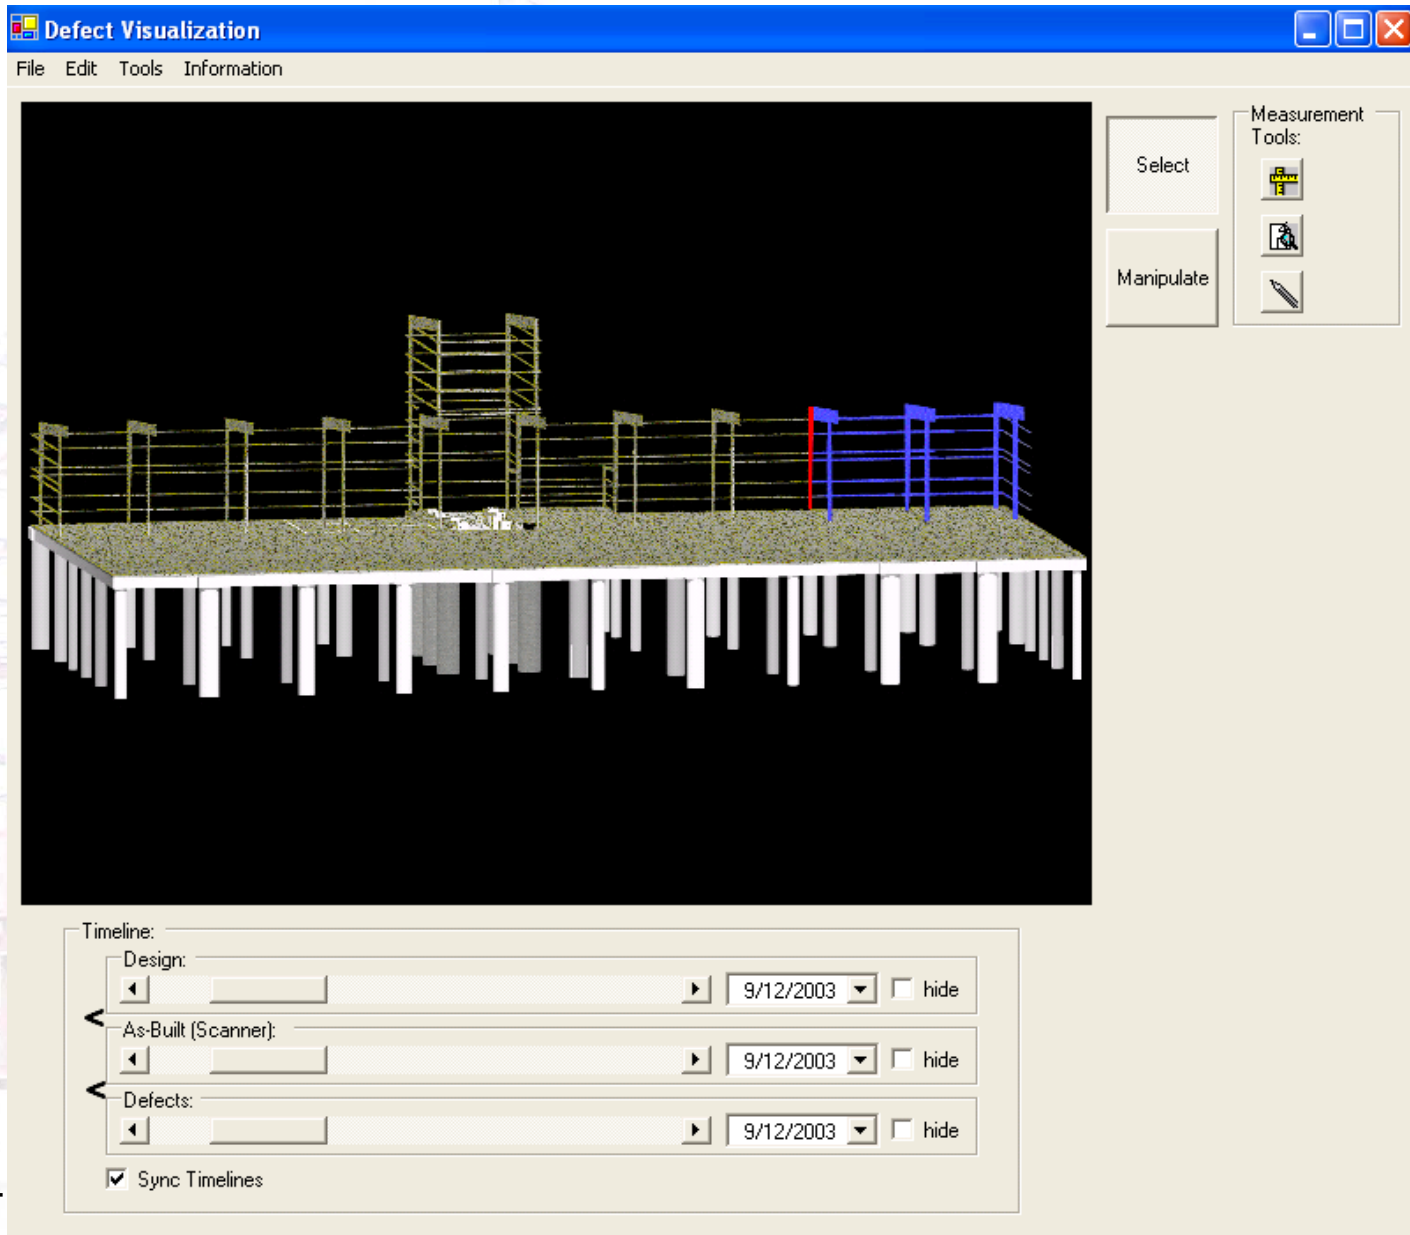 Defect Visualization
File Edit Tools Information
Select
Manipulate
Measurement
Tools:
Timeline:
Design:
9/12/2003 hide
<
As-Built (Scanner):
9/12/2003 hide
<
Defects:
9/12/2003 hide
Sync Timelines
.